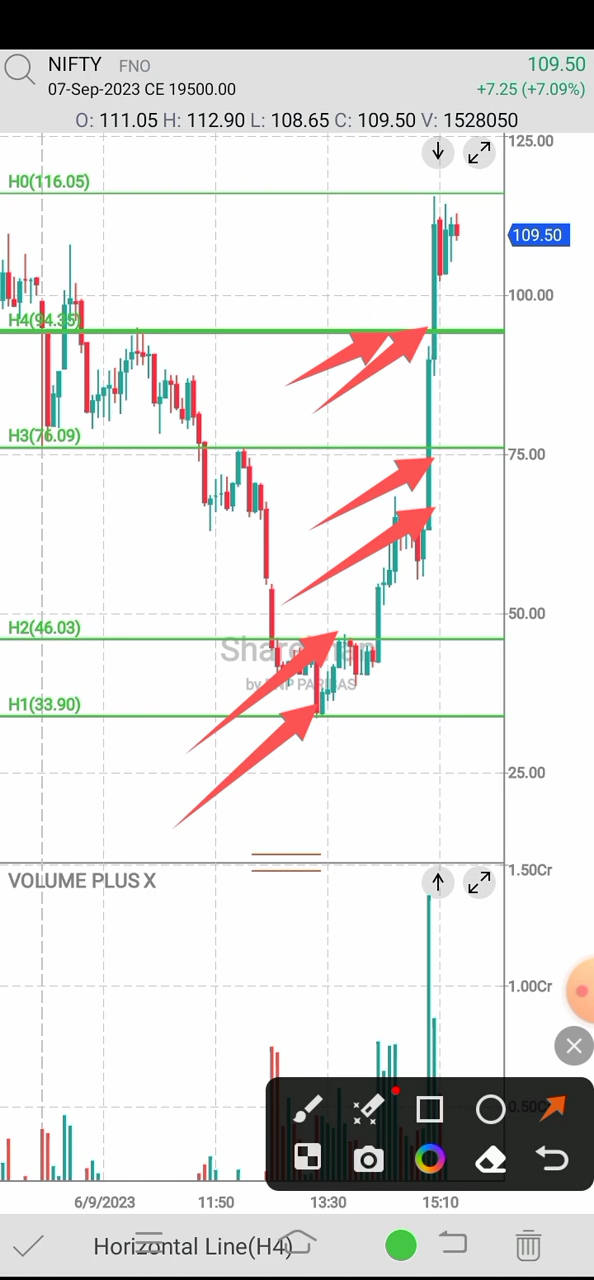 NIFTY FNO 109.50
07-Sep-2023 CE 19500.00 +7.25 (+7.09%)
O: 111.05 H: 112.90 L: 108.65 C: 109.50 V: 1528050
125.00
H0(116.05)
109.50
100.00
H4(94.35)
H3(76.09)
75.00
50.00
H2(46.03)
H1(33.90)
25.00
VOLUME PLUS X
1.50Cr
1.00Cr
0.50Cr
6/9/2023 11:50 13:30 15:10
Horizontal Line(H4)